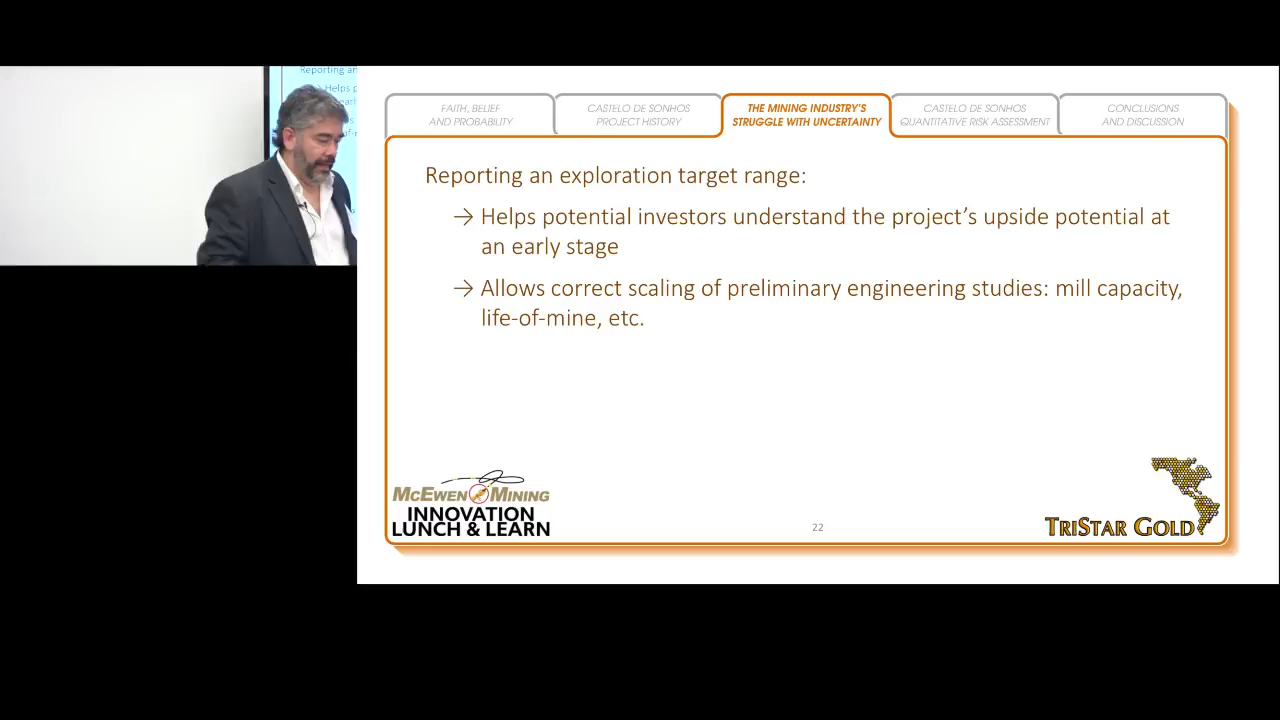 Reporting an
Helps p
FAITH, BELIEF
AND PROBABILITY
CASTELO DE SONHOS
PROJECT HISTORY
THE MINING INDUSTRY'S
STRUGGLE WITH UNCERTAINTY
CASTELO DE SONHOS
QUANTITATIVE RISK ASSESSMENT
CONCLUSIONS
AND DISCUSSION
Reporting an exploration target range:
→ Helps potential investors understand the project's upside potential at
an early stage
→ Allows correct scaling of preliminary engineering studies: mill capacity,
life-of-mine, etc.
MCEWEN MINING
INNOVATION
LUNCH & LEARN
22
TRISTAR GOLD